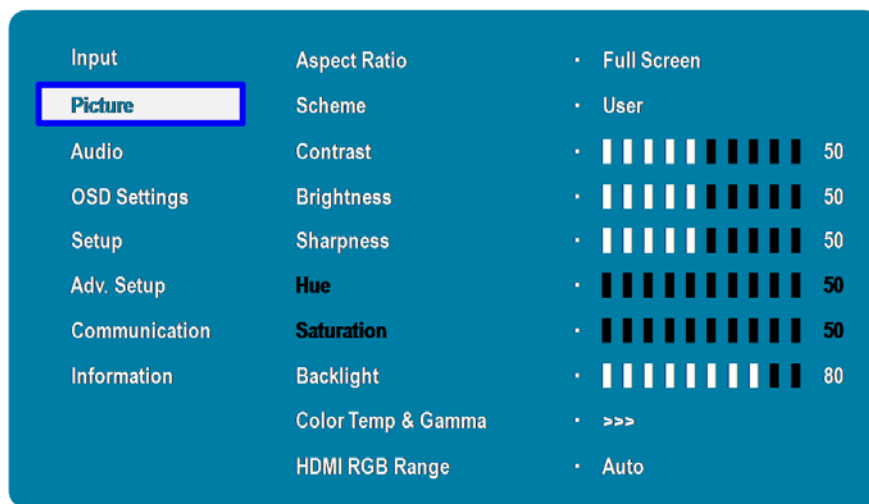 Input Aspect Ratio · Full Screen
Picture Scheme · User
Audio Contrast · 50
OSD Settings Brightness · 50
Setup Sharpness · 50
Adv. Setup Hue · 50
Communication Saturation · 50
Information Backlight · 80
Color Temp & Gamma · >>>
HDMI RGB Range · Auto